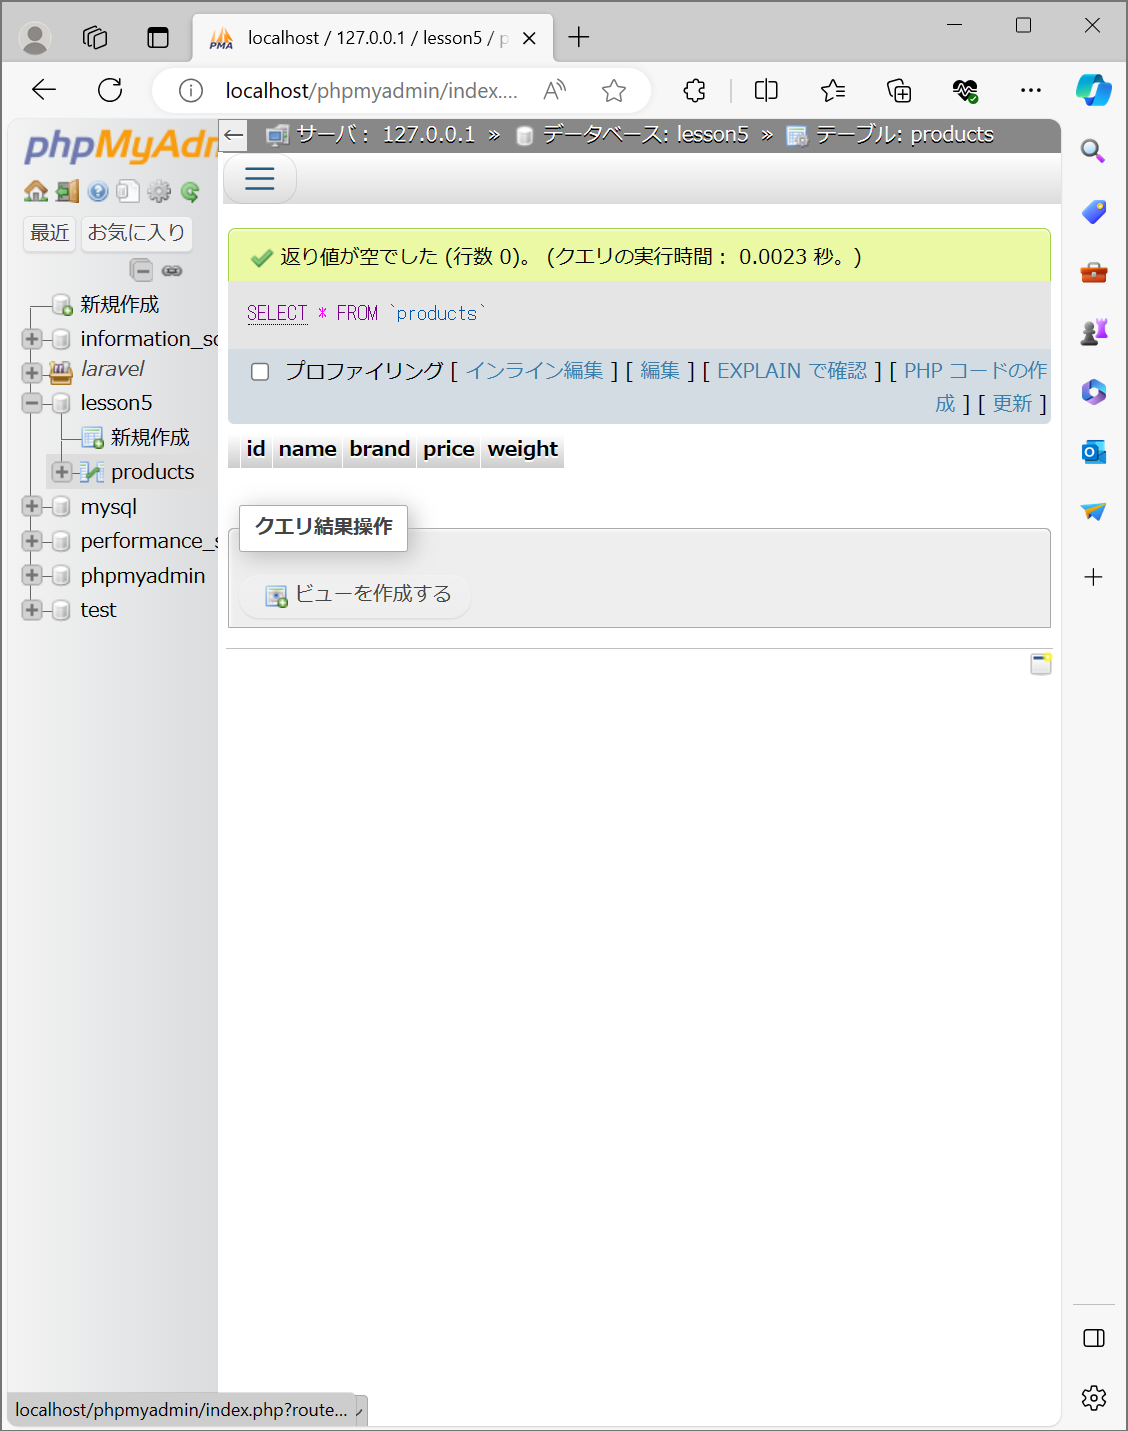 localhost / 127.0.0.1 / lesson5 / p
localhost/phpmyadmin/index....
phpMyAdm
← サーバ: 127.0.0.1 » データベース: lesson5 » テーブル: products
最近 お気に入り
新規作成
information_sc
laravel
lesson5
新規作成
products
mysql
performance_s
phpmyadmin
test
返り値が空でした (行数 0)。 (クエリの実行時間: 0.0023 秒。)
SELECT * FROM `products`
プロファイリング [ インライン編集 ] [ 編集 ] [ EXPLAIN で確認 ] [ PHP コードの作
成 ] [ 更新 ]
id name brand price weight
クエリ結果操作
ビューを作成する
localhost/phpmyadmin/index.php?route...